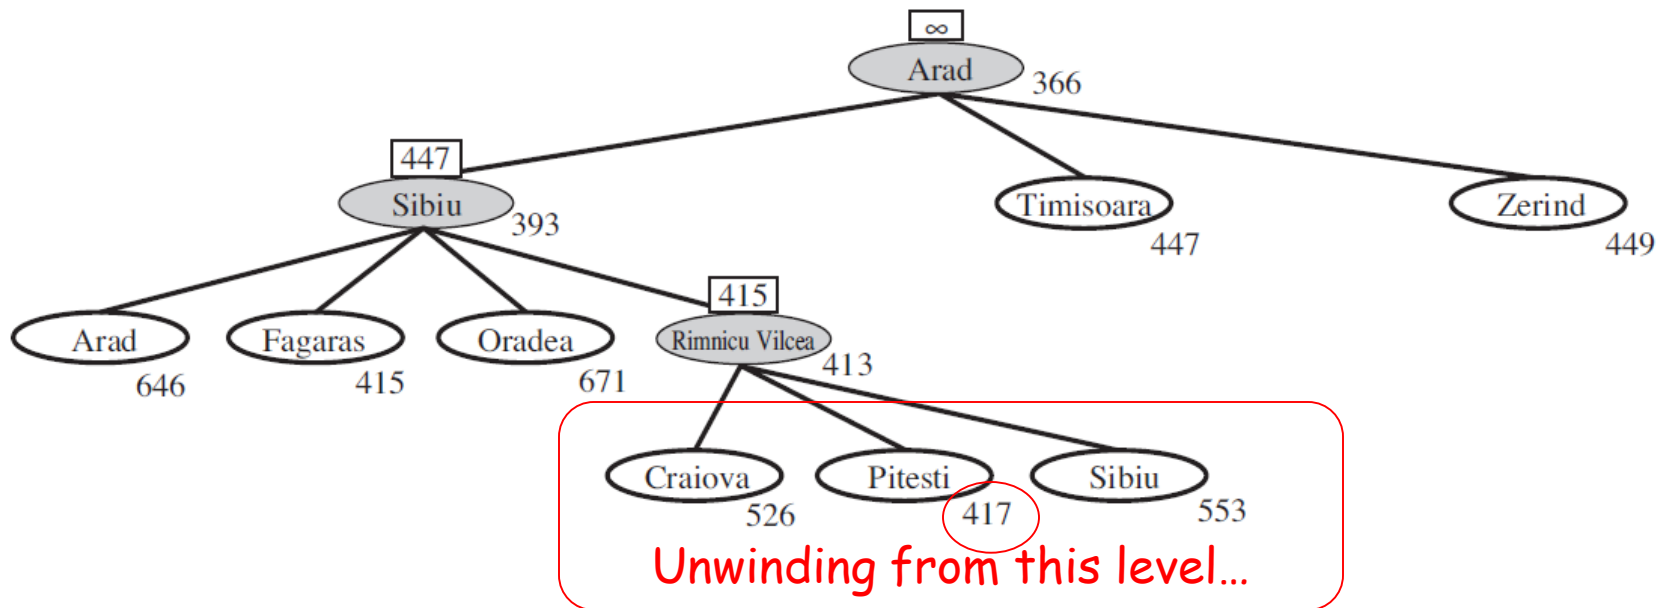 ∞
Arad
366
447
Sibiu
393
Timisoara
447
Zerind
449
Arad
646
Fagaras
415
Oradea
671
415
Rimnicu Vilcea
413
Craiova
526
Pitesti
417
Sibiu
553
Unwinding from this level...